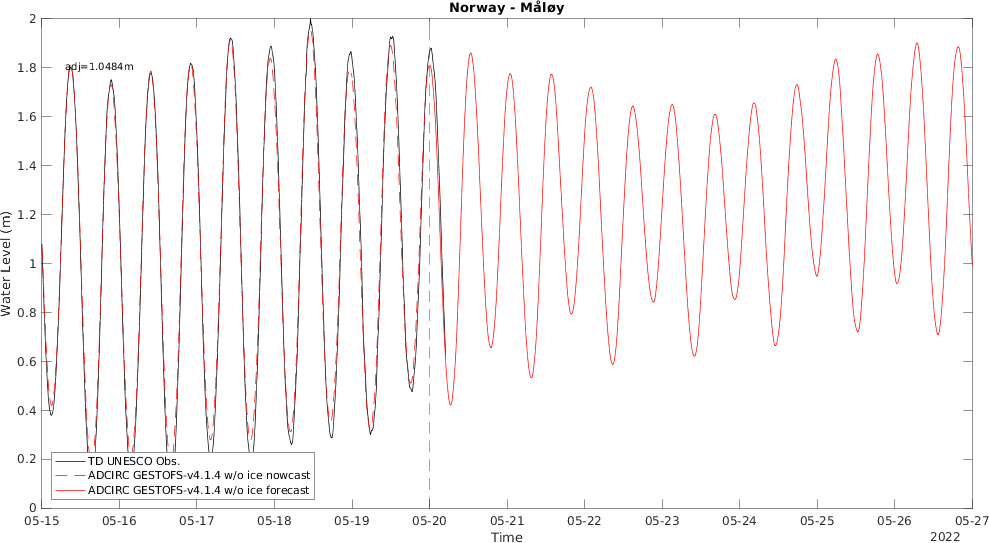 Norway - Måløy
Water Level (m)
2
1.8
1.6
1.4
1.2
1
0.8
0.6
0.4
0.2
0
adj=1.0484m
TD UNESCO Obs.
ADCIRC GESTOFS-v4.1.4 w/o ice nowcast
ADCIRC GESTOFS-v4.1.4 w/o ice forecast
05-15 05-16 05-17 05-18 05-19 05-20 05-21 05-22 05-23 05-24 05-25 05-26 05-27
Time
2022